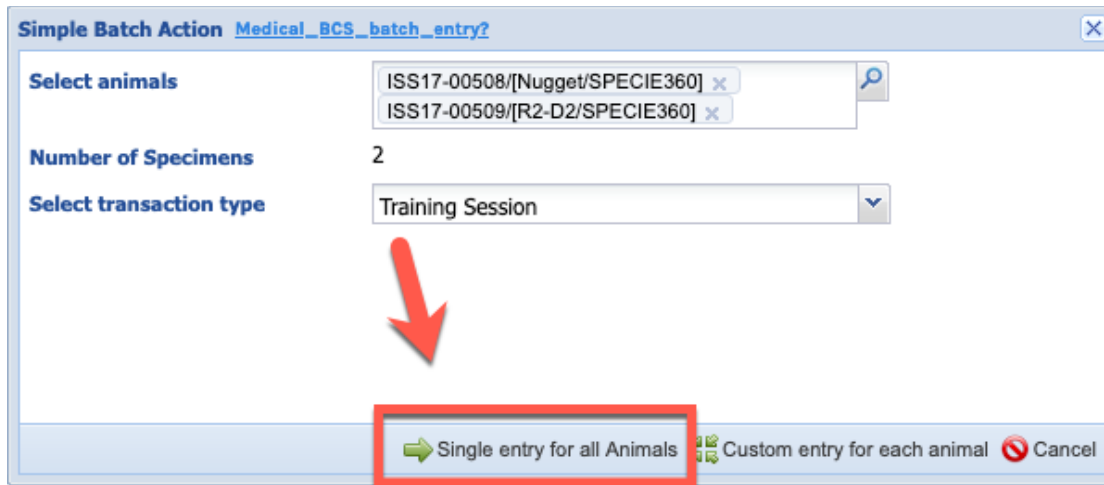 Simple Batch Action Medical_BCS_batch_entry?
Select animals
ISS17-00508/[Nugget/SPECIE360]
ISS17-00509/[R2-D2/SPECIE360]
Number of Specimens 2
Select transaction type Training Session
Single entry for all Animals Custom entry for each animal Cancel